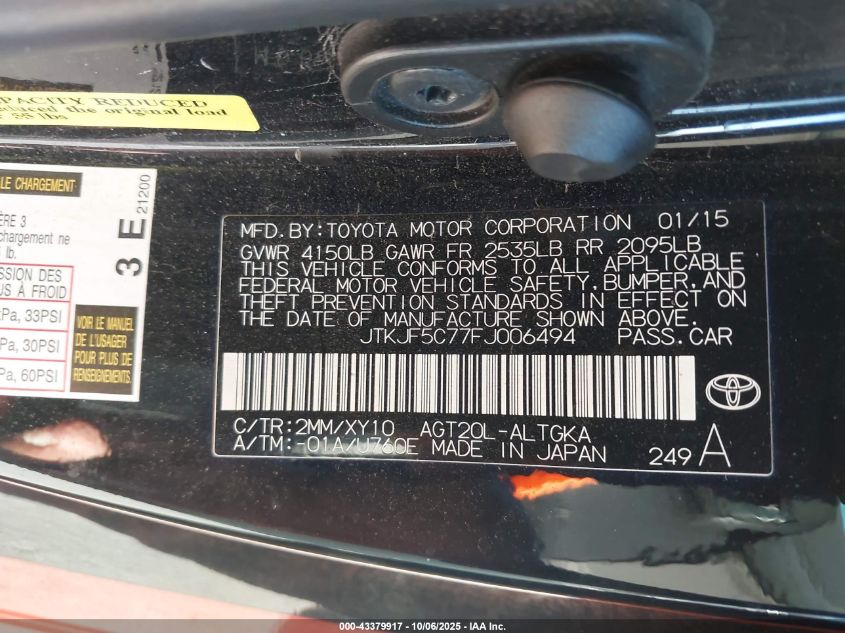 PACITY REDUCED
the original load
lbs
LE CHARGEMENT
ÈRE 3
chargement ne
lb.
SSION DES
US À FROID
kPa, 33PSI
Pa, 30PSI
Pa, 60PSI
3 E
21200
VOIR LE MANUEL
DE L'USAGER
POUR PLUS DE
RENSEIGNEMENTS
MFD. BY: TOYOTA MOTOR CORPORATION 01/15
GVWR 4150LB GAWR FR 2535LB RR 2095LB
THIS VEHICLE CONFORMS TO ALL APPLICABLE
FEDERAL MOTOR VEHICLE SAFETY, BUMPER, AND
THEFT PREVENTION STANDARDS IN EFFECT ON
THE DATE OF MANUFACTURE SHOWN ABOVE.
JTKJF5C77FJ006494 PASS. CAR
C/TR: 2MM/XY10 AGT20L-ALTGKA
A/TM: -01A/U760E MADE IN JAPAN
249 A
000-43379917 - 10/06/2025 - IAA Inc.